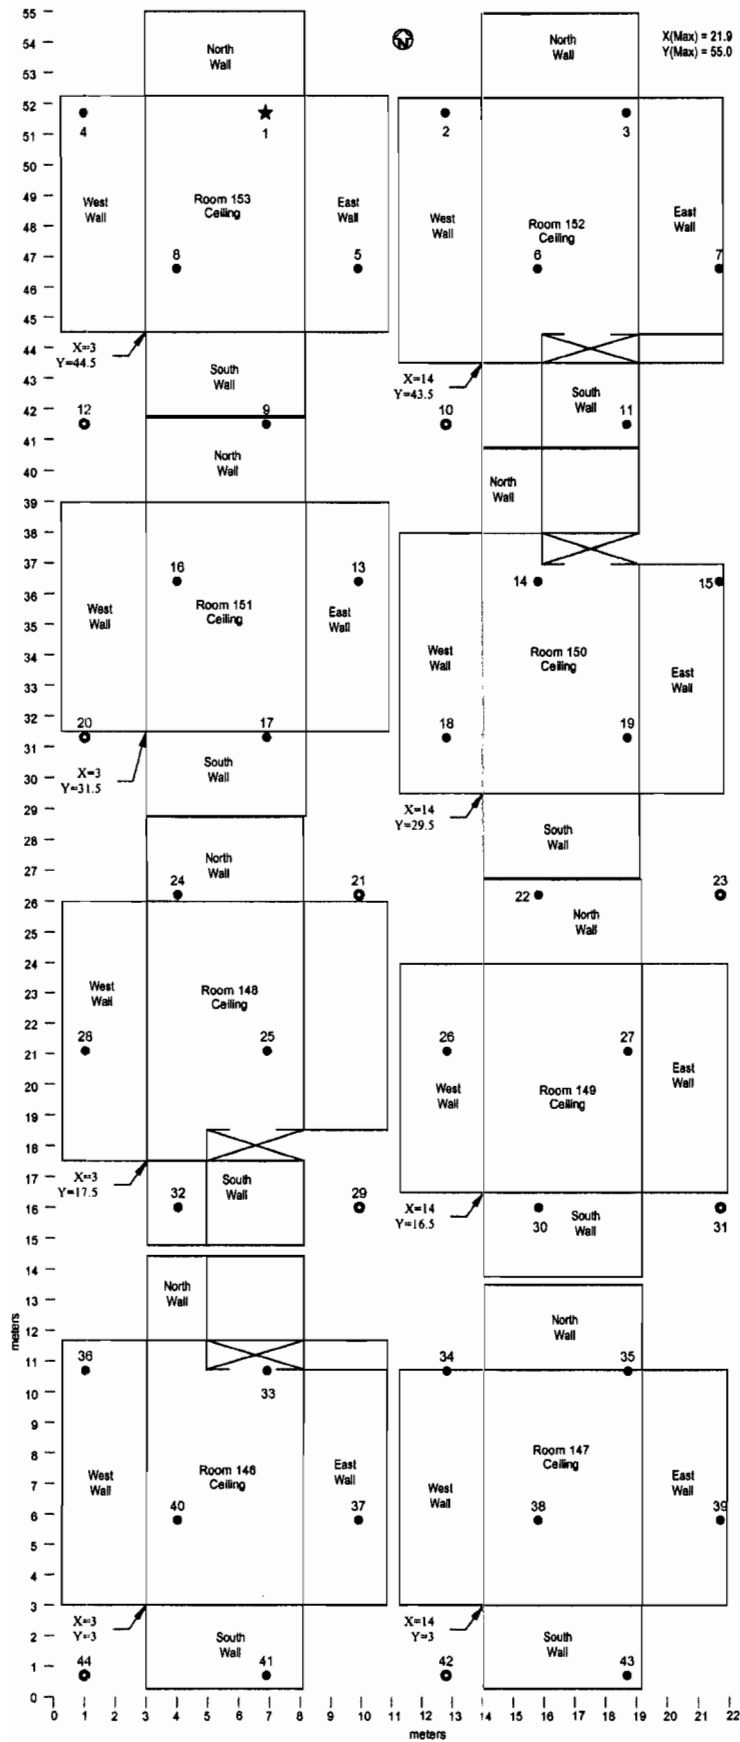 55
North
Wall
N
North
Wall
X(Max) = 21.9
Y(Max) = 55.0
54
53
52
4
1
2
3
51
50
49
West
Wall
Room 153
Ceiling
East
Wall
West
Wall
Room 152
Ceiling
East
Wall
48
47
8
5
6
7
46
45
44
X=3
Y=44.5
South
Wall
X=14
Y=43.5
South
Wall
43
42
12
9
10
11
41
40
North
Wall
North
Wall
39
38
37
16
13
14
15
36
35
West
Wall
Room 151
Ceiling
East
Wall
West
Wall
Room 150
Ceiling
East
Wall
34
33
32
20
17
18
19
31
30
X=3
Y=31.5
South
Wall
X=14
Y=29.5
29
28
South
Wall
27
North
Wall
24
21
22
23
26
North
Wall
25
24
23
West
Wall
Room 148
Ceiling
22
28
25
26
27
21
20
West
Wall
Room 149
Ceiling
East
Wall
19
18
17
X=3
Y=17.5
South
Wall
32
29
X=14
Y=16.5
30
South
Wall
31
16
15
14
North
Wall
13
North
Wall
12
11
36
33
34
35
10
9
8
West
Wall
Room 146
Ceiling
East
Wall
West
Wall
Room 147
Ceiling
East
Wall
7
6
40
37
38
39
5
4
3
X=3
Y=3
South
Wall
X=14
Y=3
South
Wall
2
1
44
41
42
43
0
meters
0 1 2 3 4 5 6 7 8 9 10 11 12 13 14 15 16 17 18 19 20 21 22
meters